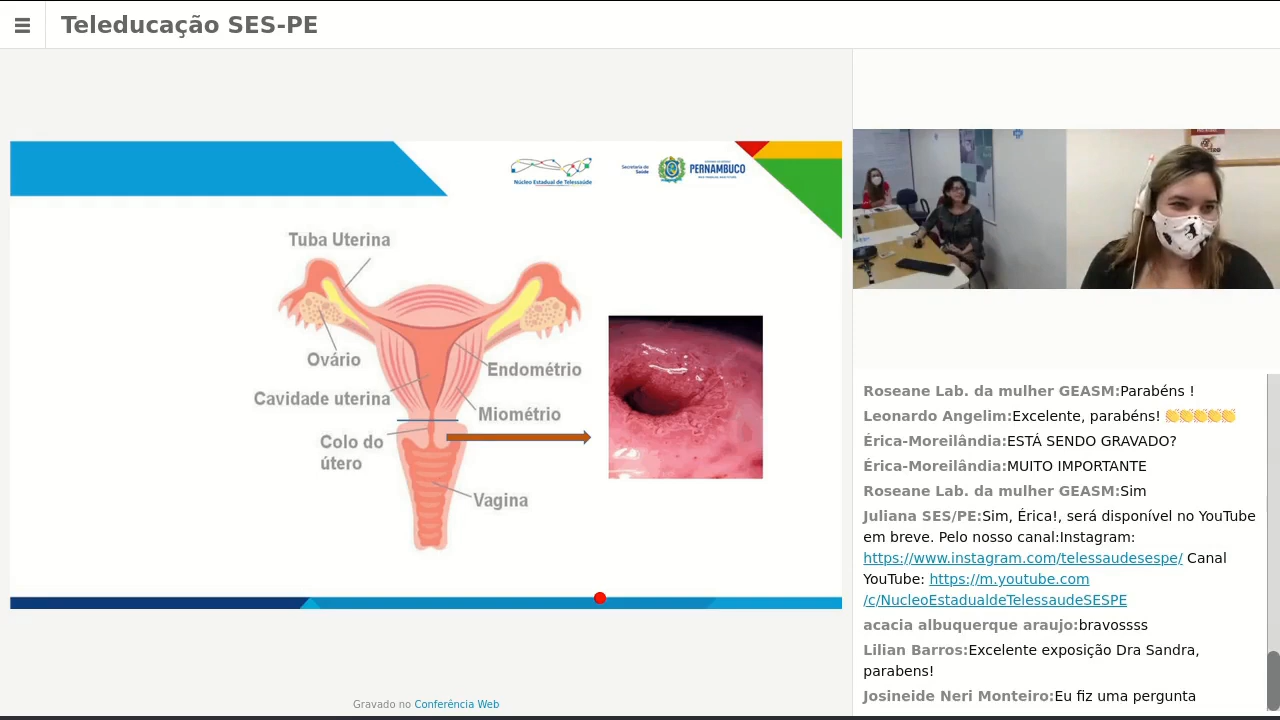 Teleducação SES-PE
Núcleo Estadual de Telessaúde
Secretaria de
Saúde
PERNAMBUCO
Tuba Uterina
Ovário
Endométrio
Cavidade uterina
Miométrio
Colo do
útero
Vagina
Gravado no Conferência Web
Roseane Lab. da mulher GEASM:Parabéns !
Leonardo Angelim:Excelente, parabéns! 👏👏👏👏👏
Érica-Moreilândia:ESTÁ SENDO GRAVADO?
Érica-Moreilândia:MUITO IMPORTANTE
Roseane Lab. da mulher GEASM:Sim
Juliana SES/PE:Sim, Érica!, será disponível no YouTube
em breve. Pelo nosso canal:Instagram:
https://www.instagram.com/telessaudesespe/ Canal
YouTube: https://m.youtube.com
/c/NucleoEstadualdeTelessaudeSESPE
acacia albuquerque araujo:bravossss
Lilian Barros:Excelente exposição Dra Sandra,
parabens!
Josineide Neri Monteiro:Eu fiz uma pergunta